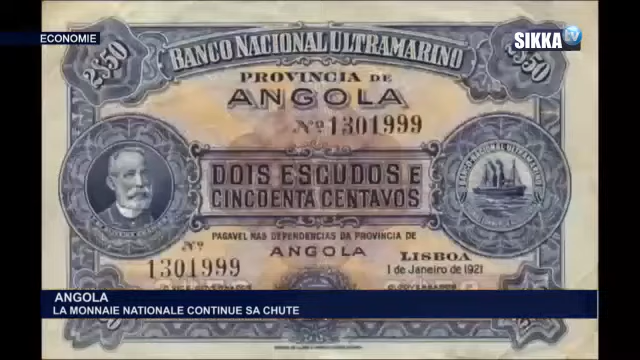 ECONOMIE
SIKKA TV
2$50
BANCO NACIONAL ULTRAMARINO
2$50
PROVINCIA DE
ANGOLA
Nº 1301999
DOIS ESCUDOS E
CINCOENTA CENTAVOS
PAGAVEL NAS DEPENDENCIAS DA PROVINCIA DE
ANGOLA
Nº
1301999
LISBOA
1 de Janeiro de 1921
ANGOLA
LA MONNAIE NATIONALE CONTINUE SA CHUTE